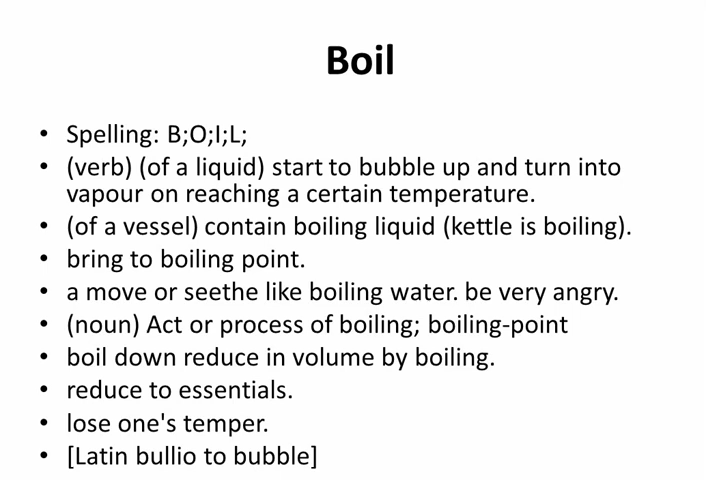 Boil
• Spelling: B;O;I;L;
• (verb) (of a liquid) start to bubble up and turn into
vapour on reaching a certain temperature.
• (of a vessel) contain boiling liquid (kettle is boiling).
• bring to boiling point.
• a move or seethe like boiling water. be very angry.
• (noun) Act or process of boiling; boiling-point
• boil down reduce in volume by boiling.
• reduce to essentials.
• lose one's temper.
• [Latin bullio to bubble]